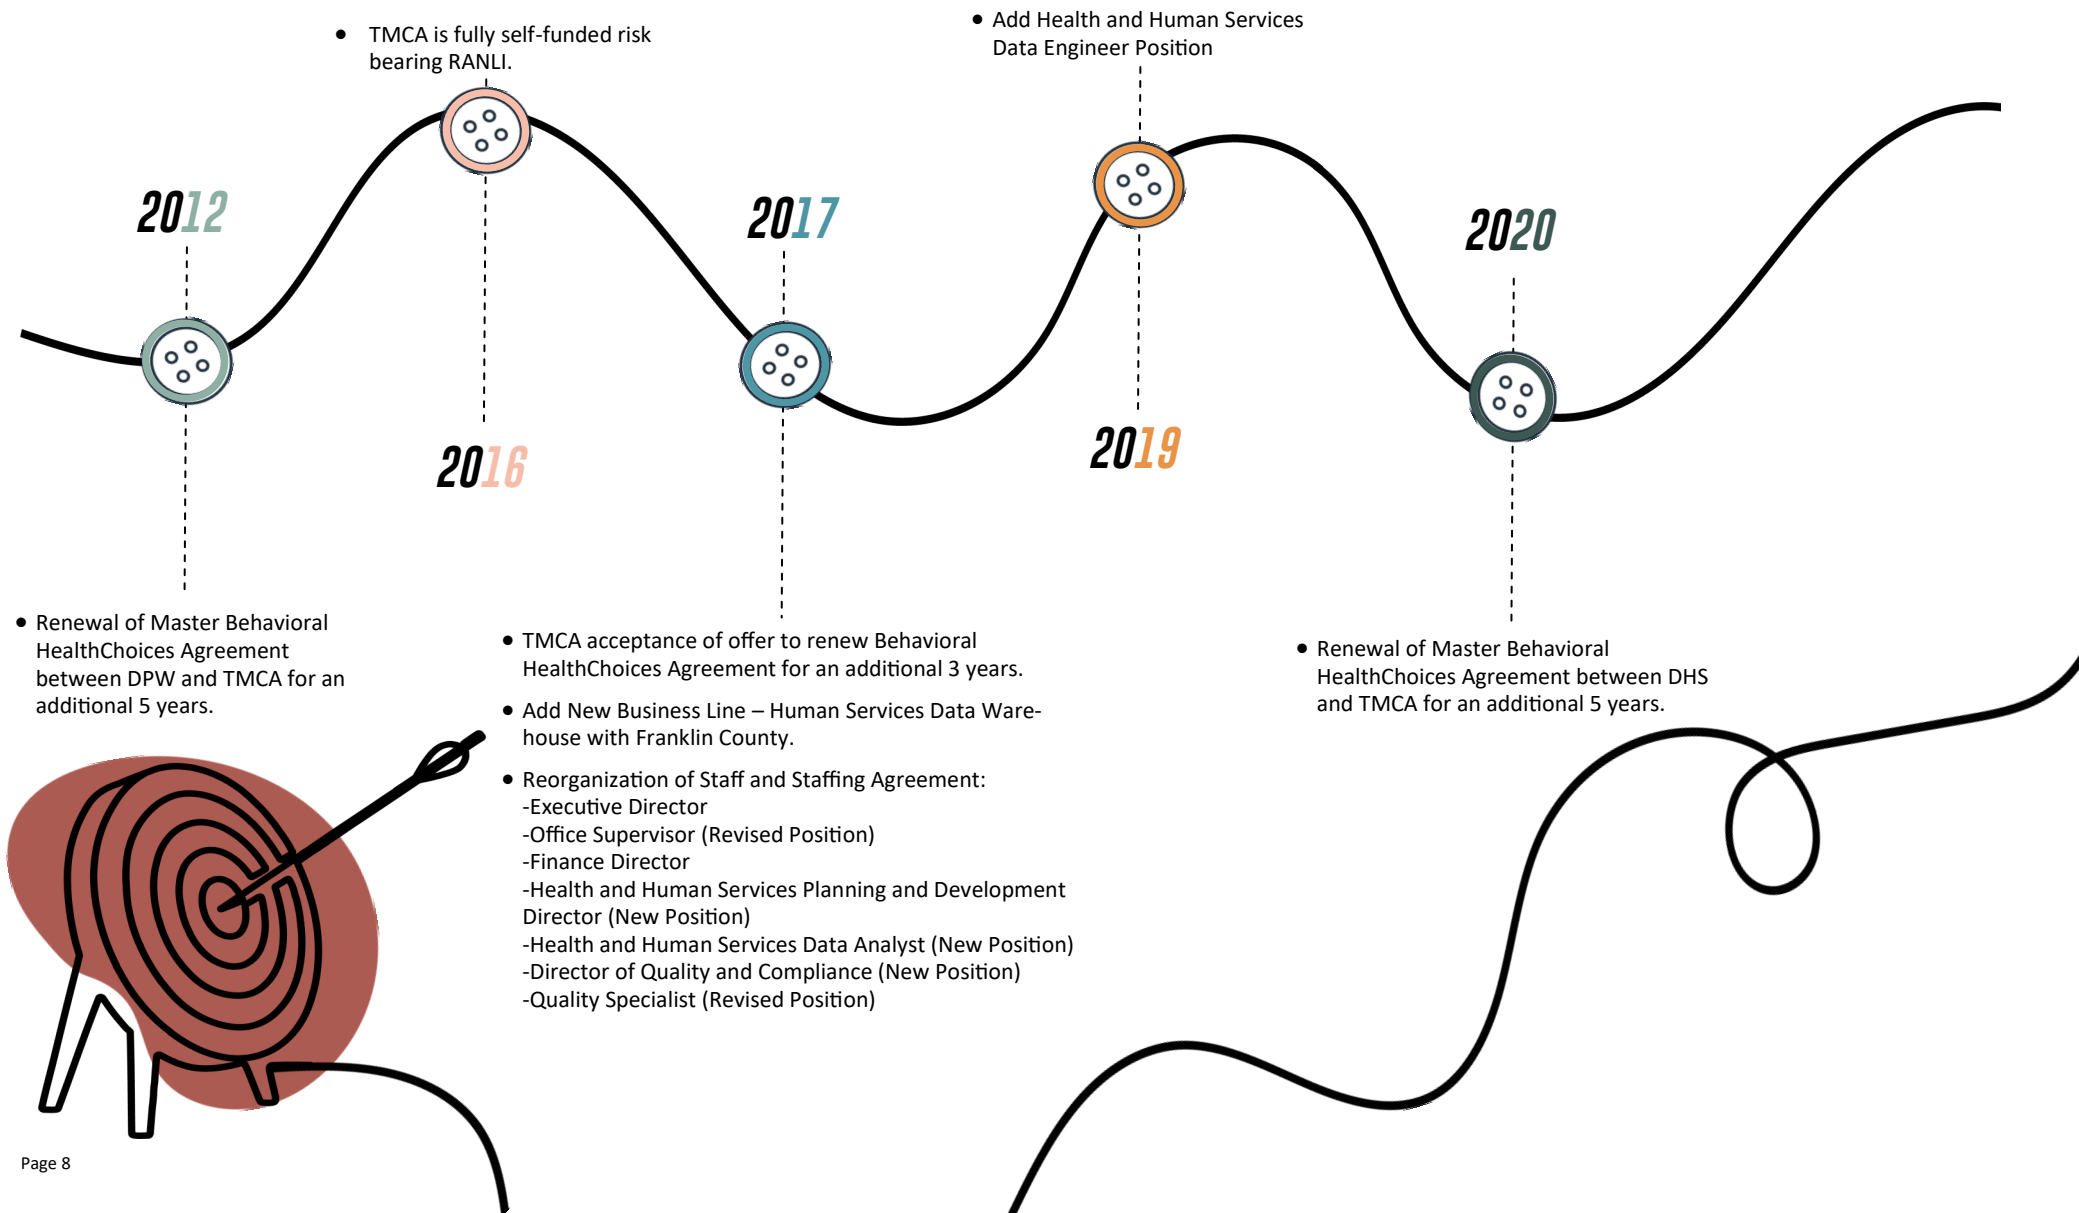 • TMCA is fully self-funded risk
bearing RANLI.
• Add Health and Human Services
Data Engineer Position
2012
2016
2017
2019
2020
• Renewal of Master Behavioral
HealthChoices Agreement
between DPW and TMCA for an
additional 5 years.
• TMCA acceptance of offer to renew Behavioral
HealthChoices Agreement for an additional 3 years.
• Add New Business Line – Human Services Data Ware-
house with Franklin County.
• Reorganization of Staff and Staffing Agreement:
-Executive Director
-Office Supervisor (Revised Position)
-Finance Director
-Health and Human Services Planning and Development
Director (New Position)
-Health and Human Services Data Analyst (New Position)
-Director of Quality and Compliance (New Position)
-Quality Specialist (Revised Position)
• Renewal of Master Behavioral
HealthChoices Agreement between DHS
and TMCA for an additional 5 years.
Page 8